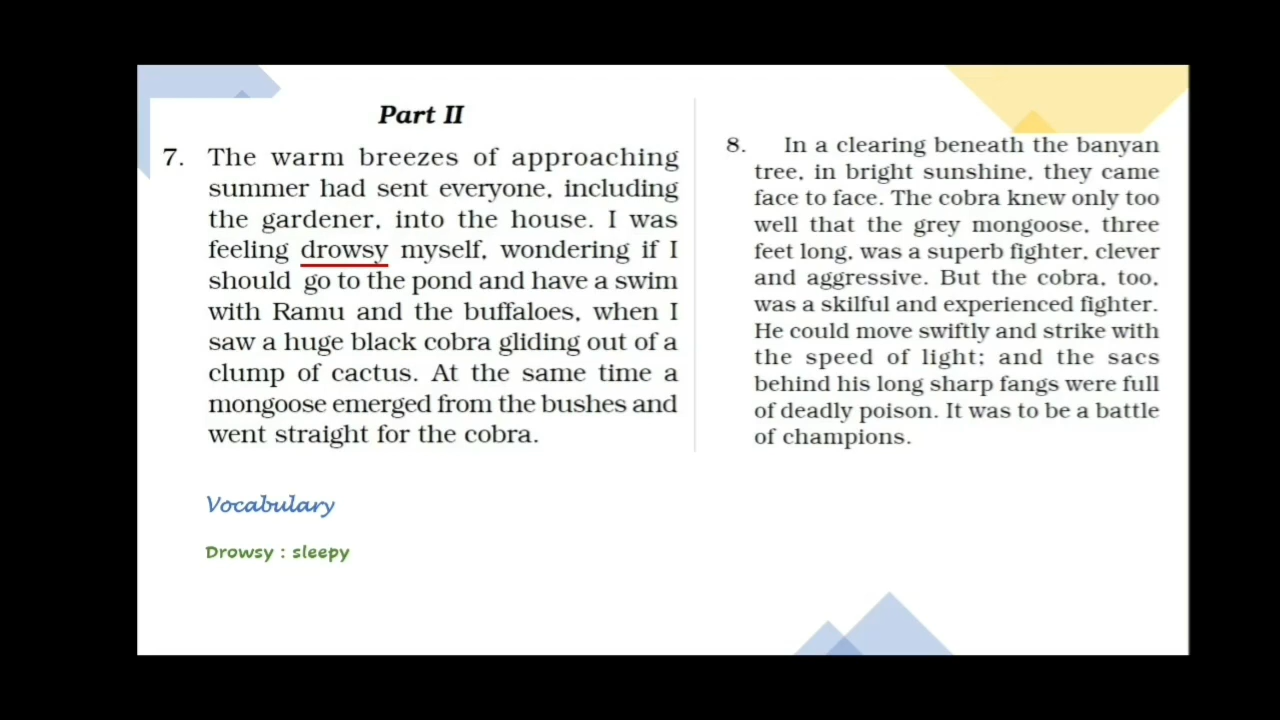 Part II
7. The warm breezes of approaching
summer had sent everyone, including
the gardener, into the house. I was
feeling drowsy myself, wondering if I
should go to the pond and have a swim
with Ramu and the buffaloes, when I
saw a huge black cobra gliding out of a
clump of cactus. At the same time a
mongoose emerged from the bushes and
went straight for the cobra.
8. In a clearing beneath the banyan
tree, in bright sunshine, they came
face to face. The cobra knew only too
well that the grey mongoose, three
feet long, was a superb fighter, clever
and aggressive. But the cobra, too,
was a skilful and experienced fighter.
He could move swiftly and strike with
the speed of light; and the sacs
behind his long sharp fangs were full
of deadly poison. It was to be a battle
of champions.
Vocabulary
Drowsy : sleepy